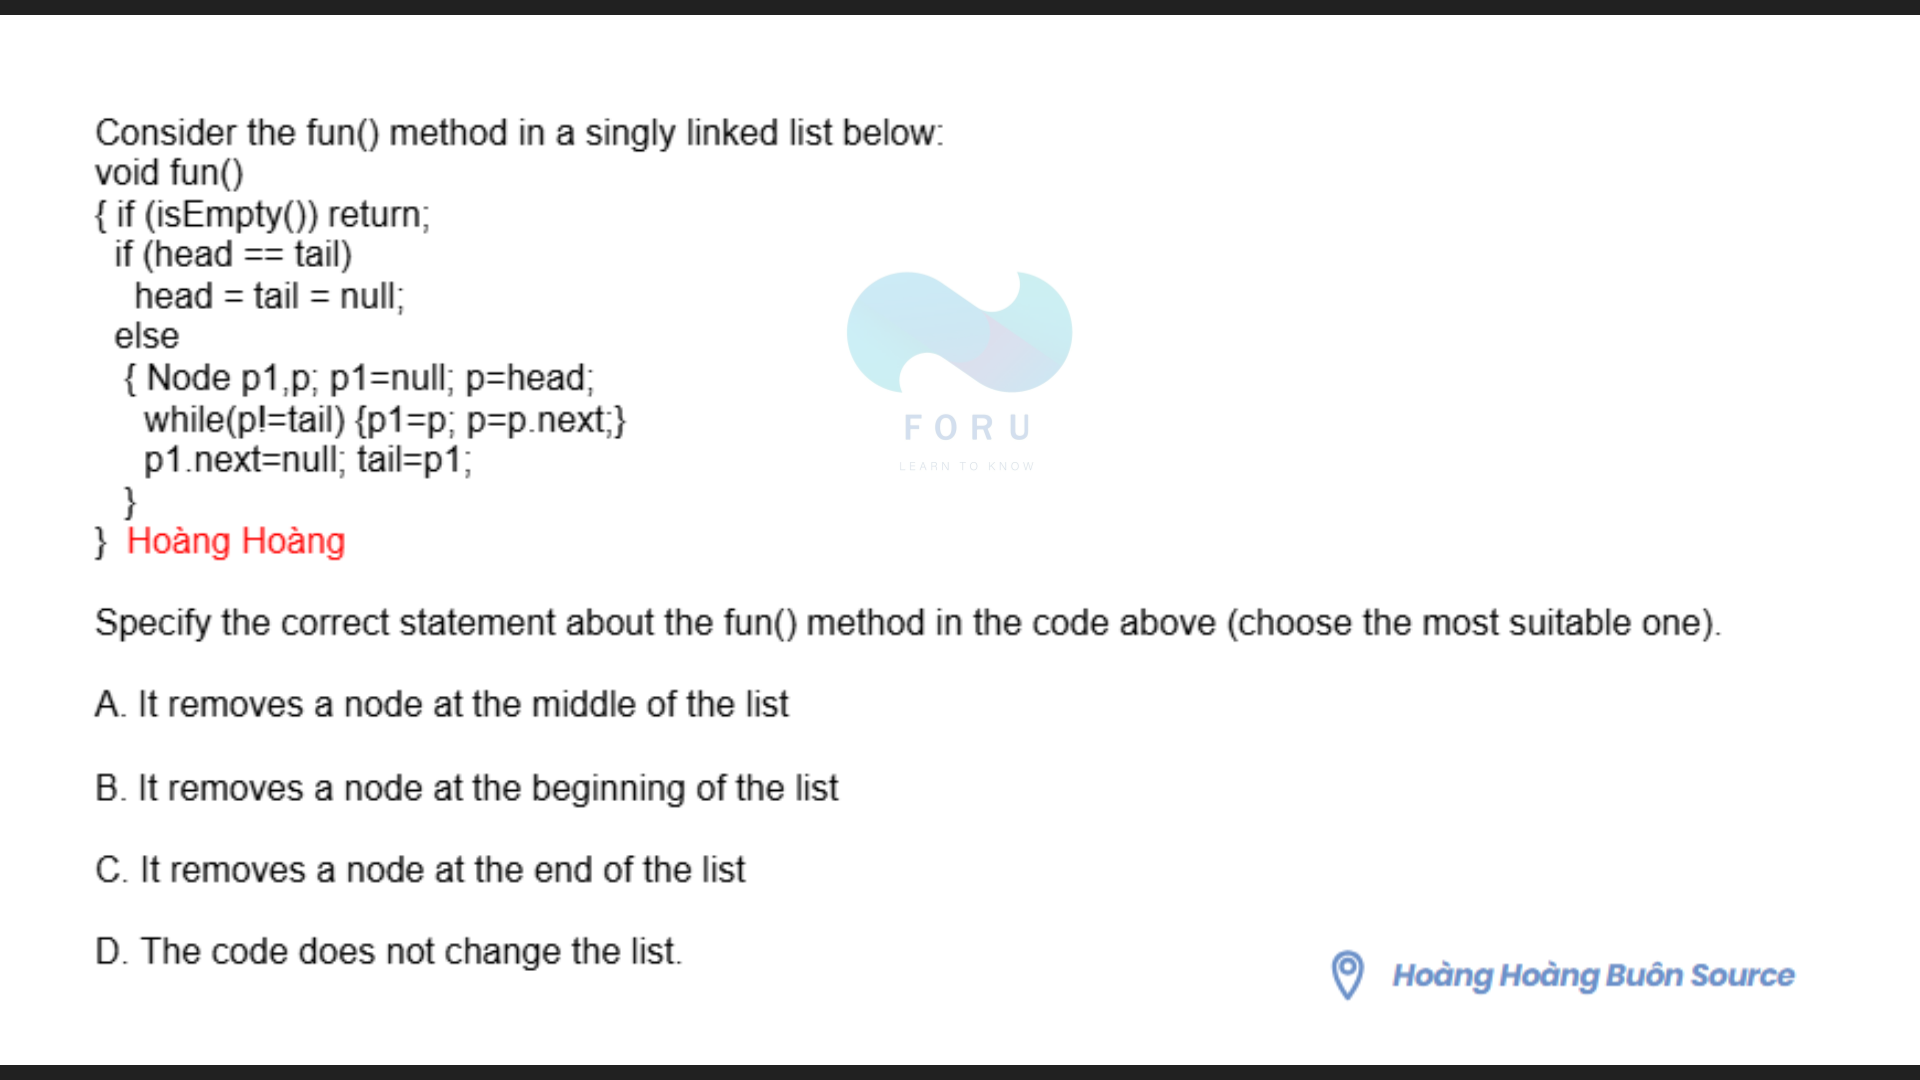 Consider the fun() method in a singly linked list below:
void fun()
{ if (isEmpty()) return;
if (head == tail)
head = tail = null;
else
{ Node p1,p; p1=null; p=head;
while(p!=tail) {p1=p; p=p.next;}
p1.next=null; tail=p1;
}
} Hoàng Hoàng
FORU
LEARN TO KNOW
Specify the correct statement about the fun() method in the code above (choose the most suitable one).
A. It removes a node at the middle of the list
B. It removes a node at the beginning of the list
C. It removes a node at the end of the list
D. The code does not change the list.
Hoàng Hoàng Buôn Source